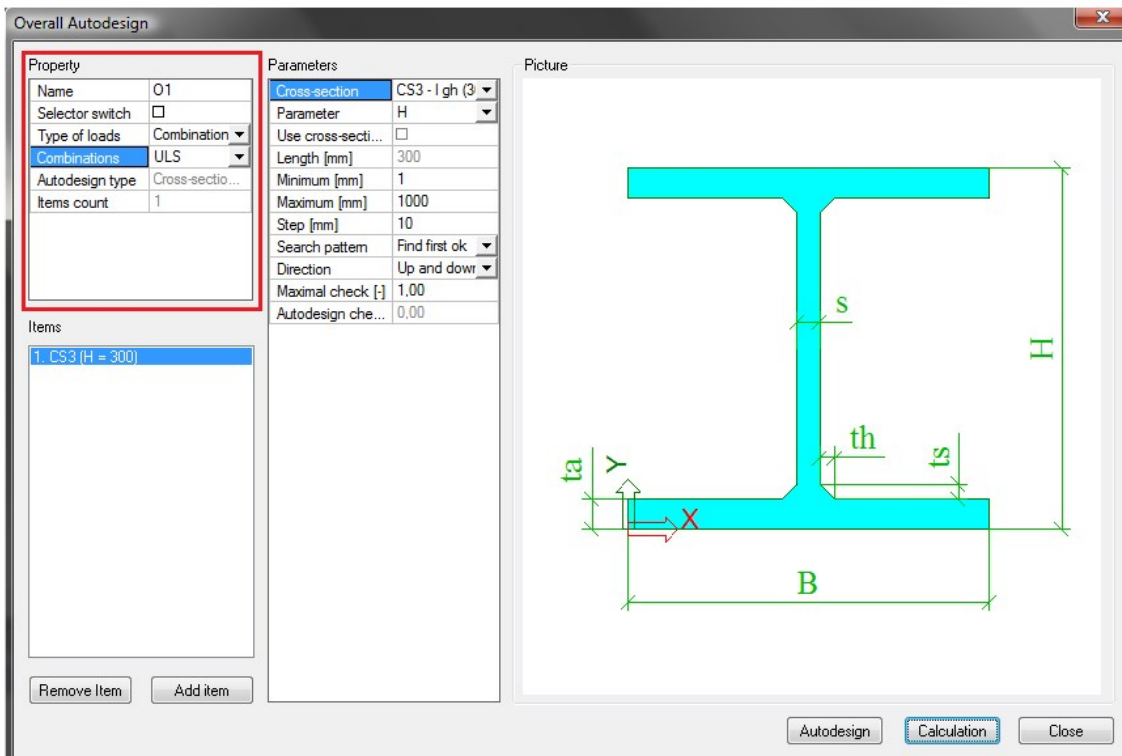 Overall Autodesign
Property
Name O1
Selector switch
Type of loads Combination
Combinations ULS
Autodesign type Cross-sectio...
Items count 1
Items
1. CS3 (H = 300)
Remove Item Add item
Parameters
Cross-section CS3 - I gh (3
Parameter H
Use cross-secti...
Length [mm] 300
Minimum [mm] 1
Maximum [mm] 1000
Step [mm] 10
Search pattern Find first ok
Direction Up and down
Maximal check [-] 1,00
Autodesign che... 0,00
Picture
s
H
th
ts
ta
Y
X
B
Autodesign Calculation Close